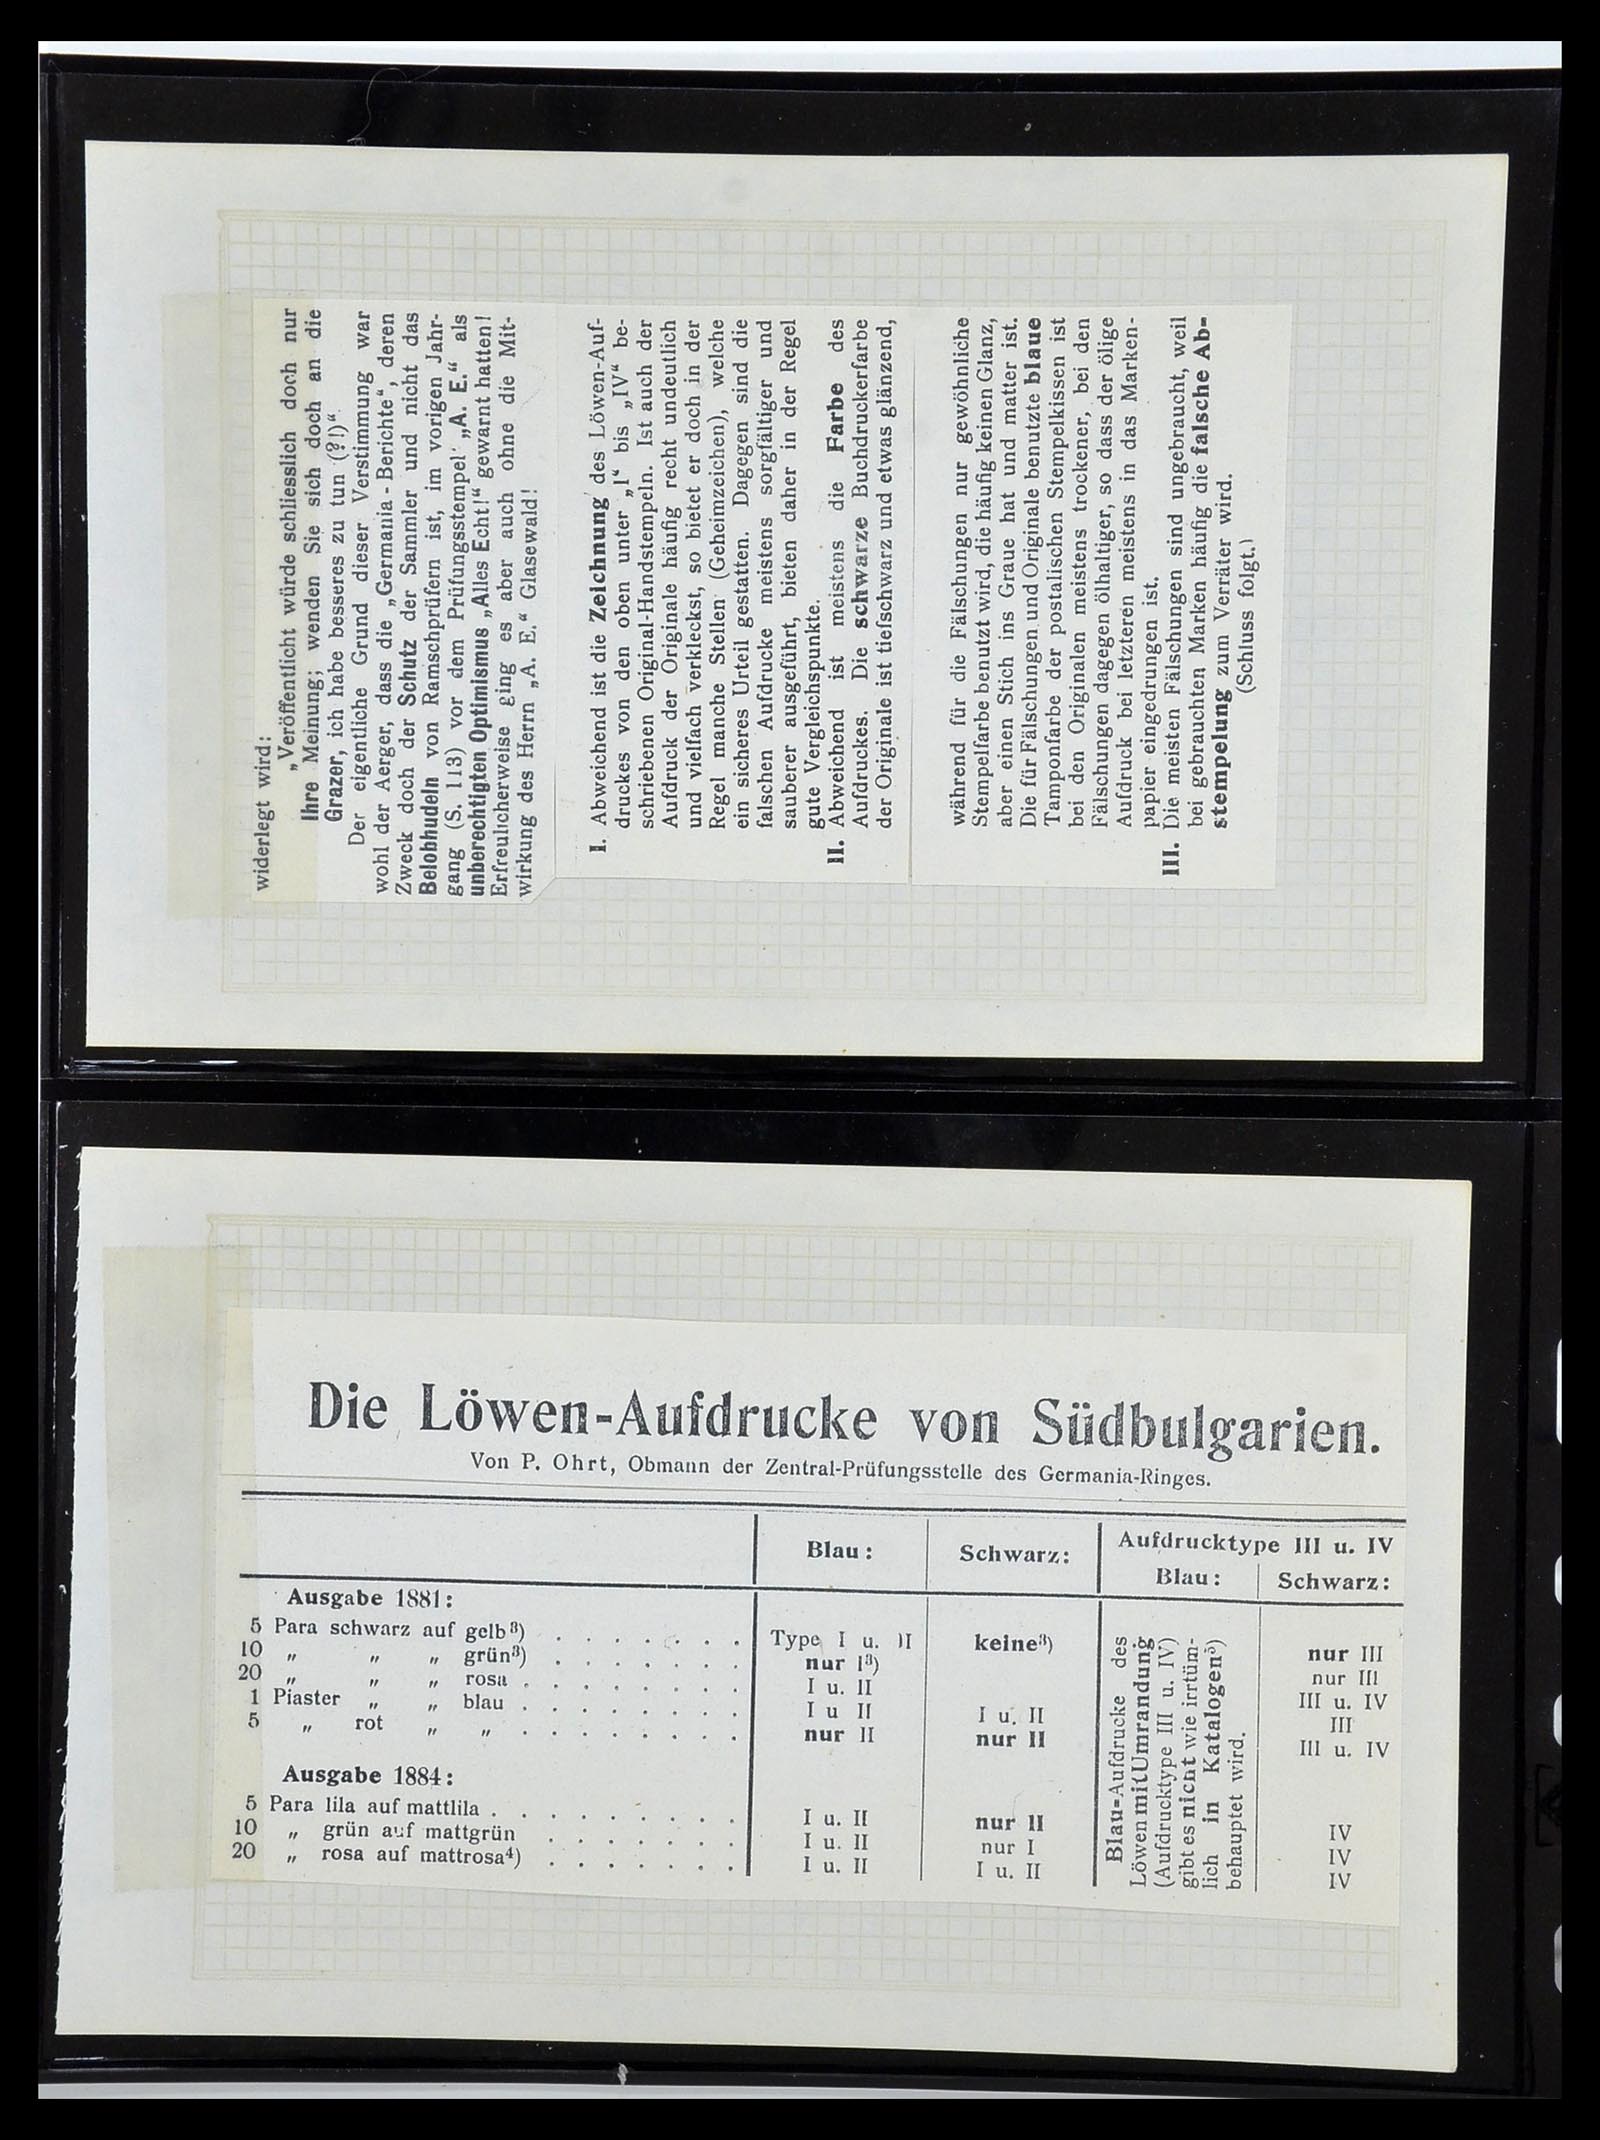 widerlegt wird:
„Veröffentlicht würde schliesslich doch nur
Ihre Meinung; wenden Sie sich doch an die
Grazer, ich habe besseres zu tun (?!)“
Der eigentliche Grund dieser Verstimmung war
wohl der Aerger, dass die „Germania-Berichte“, deren
Zweck doch der Schutz der Sammler und nicht das
Belobhudeln von Ramschprüfern ist, im vorigen Jahr-
gang (S. 113) vor dem Prüfungsstempel „A. E.“ als
unberechtigten Optimismus „Alles Echt!“ gewarnt hatten!
Erfreulicherweise ging es aber auch ohne die Mit-
wirkung des Herrn „A. E.“ Glasewald!
I. Abweichend ist die Zeichnung des Löwen-Auf-
druckes von den oben unter „I“ bis „IV“ be-
schriebenen Original-Handstempeln. Ist auch der
Aufdruck der Originale häufig recht undeutlich
und vielfach verkleckst, so bietet er doch in der
Regel manche Stellen (Geheimzeichen), welche
ein sicheres Urteil gestatten. Dagegen sind die
falschen Aufdrucke meistens sorgfältiger und
sauberer ausgeführt, bieten daher in der Regel
gute Vergleichspunkte.
II. Abweichend ist meistens die Farbe des
Aufdruckes. Die schwarze Buchdruckerfarbe
der Originale ist tiefschwarz und etwas glänzend,
während für die Fälschungen nur gewöhnliche
Stempelfarbe benutzt wird, die häufig keinen Glanz,
aber einen Stich ins Graue hat und matter ist.
Die für Fälschungen und Originale benutzte blaue
Tamponfarbe der postalischen Stempelkissen ist
bei den Originalen meistens trockener, bei den
Fälschungen dagegen ölhaltiger, so dass der ölige
Aufdruck bei letzteren meistens in das Marken-
papier eingedrungen ist.
III. Die meisten Fälschungen sind ungebraucht, weil
bei gebrauchten Marken häufig die falsche Ab-
stempelung zum Verräter wird.
(Schluss folgt.)
Die Löwen-Aufdrucke von Südbulgarien.
Von P. Ohrt, Obmann der Zentral-Prüfungsstelle des Germania-Ringes.
Blau: Schwarz: Aufdrucktype III u. IV
Blau: Schwarz:
Ausgabe 1881:
5 Para schwarz auf gelb³) . . . . . . . Type I u. II keine³) nur III
10 „ „ „ grün³) . . . . . . . nur I³) nur III
20 „ „ „ rosa . . . . . . . . I u. II III u. IV
1 Piaster „ „ blau . . . . . . . . I u II I u. II III
5 „ rot „ „ . . . . . . . . nur II nur II III u. IV
Ausgabe 1884:
5 Para lila auf mattlila . . . . . . . . . I u. II nur II IV
10 „ grün auf mattgrün . . . . . . . I u. II nur I IV
20 „ rosa auf mattrosa⁴) . . . . . . . I u. II I u. II IV
Blau-Aufdrucke des
Löwen mit Umrandung
(Aufdrucktype III u. IV)
gibt es nicht wie irrtüm-
lich in Katalogen⁵)
behauptet wird.